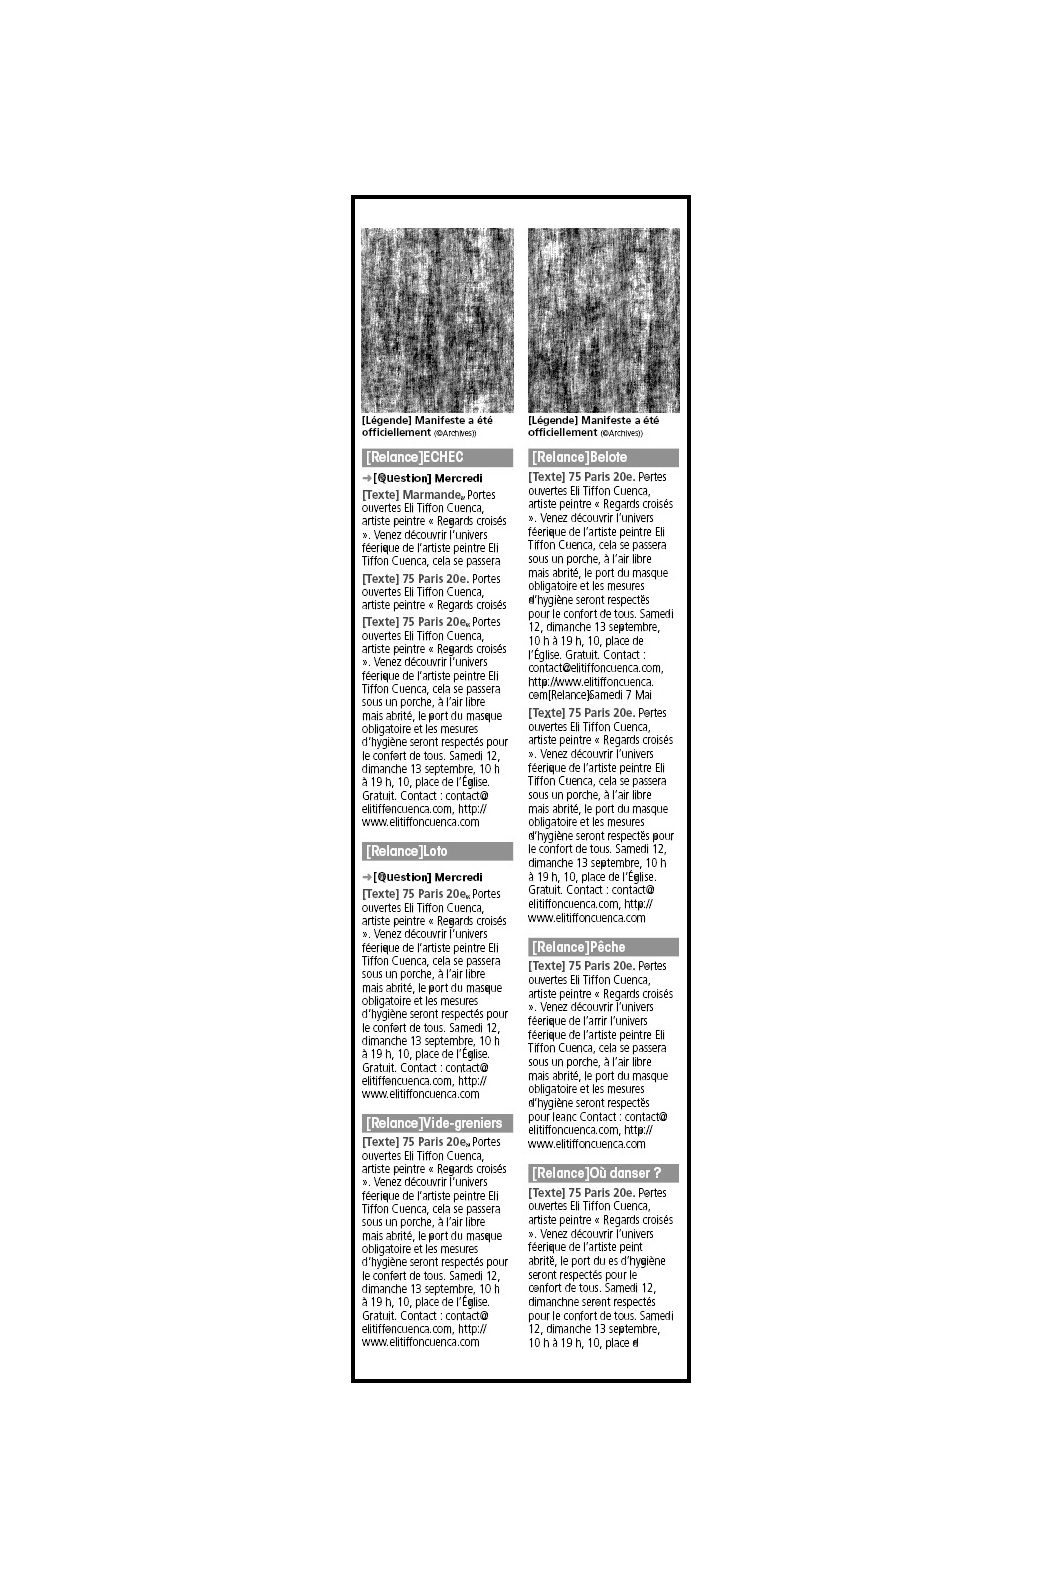 [Légende] Manifeste a été
officiellement (©Archives))
[Relance]ECHEC
➔[Question] Mercredi
[Texte] Marmande, Portes
ouvertes Eli Tiffon Cuenca,
artiste peintre « Regards croisés
». Venez découvrir l'univers
féerique de l'artiste peintre Eli
Tiffon Cuenca, cela se passera
[Texte] 75 Paris 20e. Portes
ouvertes Eli Tiffon Cuenca,
artiste peintre « Regards croisés
[Texte] 75 Paris 20e, Portes
ouvertes Eli Tiffon Cuenca,
artiste peintre « Regards croisés
». Venez découvrir l'univers
féerique de l'artiste peintre Eli
Tiffon Cuenca, cela se passera
sous un porche, à l'air libre
mais abrité, le port du masque
obligatoire et les mesures
d'hygiène seront respectés pour
le confort de tous. Samedi 12,
dimanche 13 septembre, 10 h
à 19 h, 10, place de l'Église.
Gratuit. Contact : contact@
elitiffoncuenca.com, http://
www.elitiffoncuenca.com
[Relance]Loto
➔[Question] Mercredi
[Texte] 75 Paris 20e, Portes
ouvertes Eli Tiffon Cuenca,
artiste peintre « Regards croisés
». Venez découvrir l'univers
féerique de l'artiste peintre Eli
Tiffon Cuenca, cela se passera
sous un porche, à l'air libre
mais abrité, le port du masque
obligatoire et les mesures
d'hygiène seront respectés pour
le confort de tous. Samedi 12,
dimanche 13 septembre, 10 h
à 19 h, 10, place de l'Église.
Gratuit. Contact : contact@
elitiffoncuenca.com, http://
www.elitiffoncuenca.com
[Relance]Vide-greniers
[Texte] 75 Paris 20e, Portes
ouvertes Eli Tiffon Cuenca,
artiste peintre « Regards croisés
». Venez découvrir l'univers
féerique de l'artiste peintre Eli
Tiffon Cuenca, cela se passera
sous un porche, à l'air libre
mais abrité, le port du masque
obligatoire et les mesures
d'hygiène seront respectés pour
le confort de tous. Samedi 12,
dimanche 13 septembre, 10 h
à 19 h, 10, place de l'Église.
Gratuit. Contact : contact@
elitiffoncuenca.com, http://
www.elitiffoncuenca.com
[Légende] Manifeste a été
officiellement (©Archives))
[Relance]Belote
[Texte] 75 Paris 20e. Portes
ouvertes Eli Tiffon Cuenca,
artiste peintre « Regards croisés
». Venez découvrir l'univers
féerique de l'artiste peintre Eli
Tiffon Cuenca, cela se passera
sous un porche, à l'air libre
mais abrité, le port du masque
obligatoire et les mesures
d'hygiène seront respectés
pour le confort de tous. Samedi
12, dimanche 13 septembre,
10 h à 19 h, 10, place de
l'Église. Gratuit. Contact :
contact@elitiffoncuenca.com,
http://www.elitiffoncuenca.
com[Relance]Samedi 7 Mai
[Texte] 75 Paris 20e. Portes
ouvertes Eli Tiffon Cuenca,
artiste peintre « Regards croisés
». Venez découvrir l'univers
féerique de l'artiste peintre Eli
Tiffon Cuenca, cela se passera
sous un porche, à l'air libre
mais abrité, le port du masque
obligatoire et les mesures
d'hygiène seront respectés pour
le confort de tous. Samedi 12,
dimanche 13 septembre, 10 h
à 19 h, 10, place de l'Église.
Gratuit. Contact : contact@
elitiffoncuenca.com, http://
www.elitiffoncuenca.com
[Relance]Pêche
[Texte] 75 Paris 20e. Portes
ouvertes Eli Tiffon Cuenca,
artiste peintre « Regards croisés
». Venez découvrir l'univers
féerique de l'arrir l'univers
féerique de l'artiste peintre Eli
Tiffon Cuenca, cela se passera
sous un porche, à l'air libre
mais abrité, le port du masque
obligatoire et les mesures
d'hygiène seront respectés
pour leanc Contact : contact@
elitiffoncuenca.com, http://
www.elitiffoncuenca.com
[Relance]Où danser ?
[Texte] 75 Paris 20e. Portes
ouvertes Eli Tiffon Cuenca,
artiste peintre « Regards croisés
». Venez découvrir l'univers
féerique de l'artiste peint
abrité, le port du es d'hygiène
seront respectés pour le
confort de tous. Samedi 12,
dimanchne seront respectés
pour le confort de tous. Samedi
12, dimanche 13 septembre,
10 h à 19 h, 10, place d